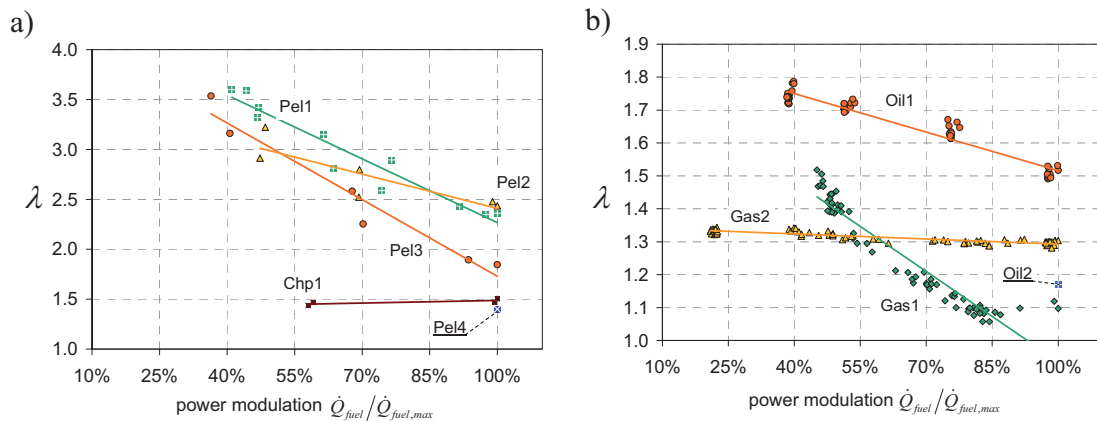 a)
4.0
3.5
3.0
2.5
2.0
1.5
1.0
λ
Pel1
Pel2
Pel3
Chp1
Pel4
10% 25% 40% 55% 70% 85% 100%
power modulation Q̇fuel/Q̇fuel,max
b)
1.9
1.8
1.7
1.6
1.5
1.4
1.3
1.2
1.1
1.0
λ
Oil1
Gas2
Oil2
Gas1
10% 25% 40% 55% 70% 85% 100%
power modulation Q̇fuel/Q̇fuel,max